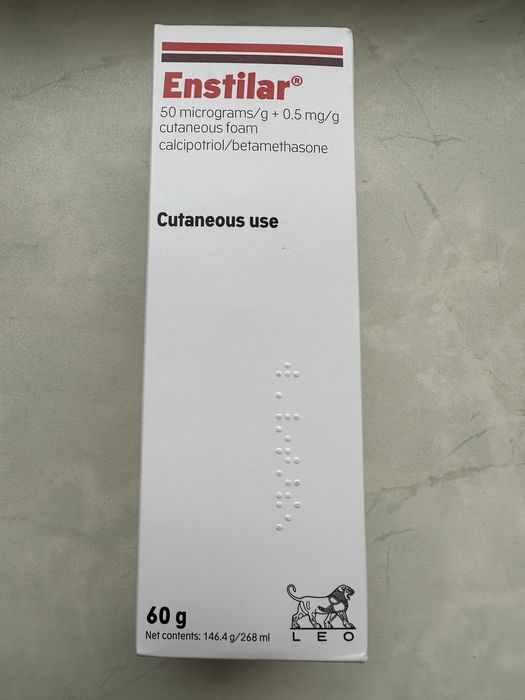 Enstilar®
50 micrograms/g + 0.5 mg/g
cutaneous foam
calcipotriol/betamethasone
Cutaneous use
60 g
Net contents: 146.4 g/268 ml
LEO